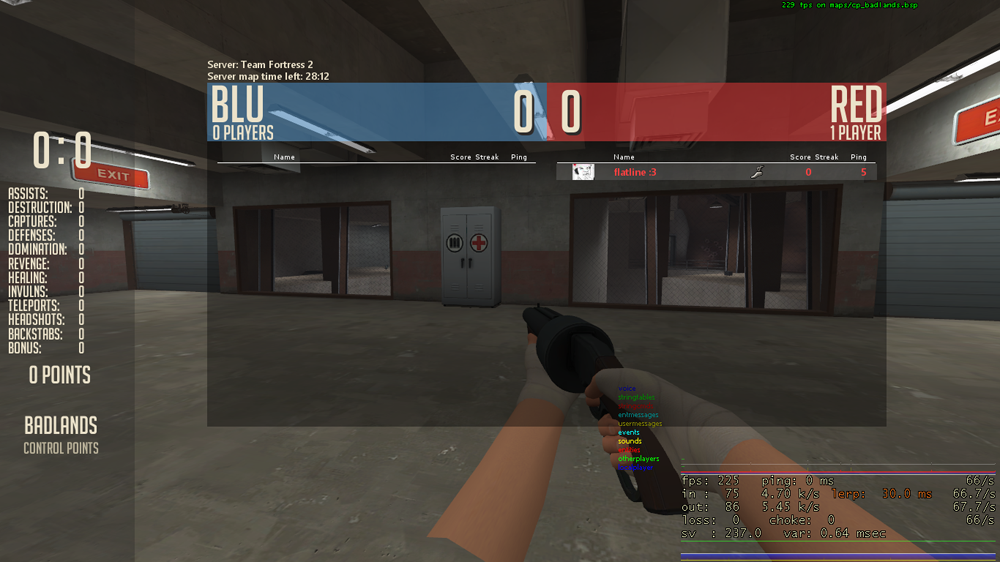 229 fps on maps/cp_badlands.bsp
Server: Team Fortress 2
Server map time left: 28:12
BLU 0 0 RED
0 PLAYERS 1 PLAYER
Name Score Streak Ping Name Score Streak Ping
flatline :3 0 5
0:0
EXIT
ASSISTS: 0
DESTRUCTION: 0
CAPTURES: 0
DEFENSES: 0
DOMINATION: 0
REVENGE: 0
HEALING: 0
INVULNS: 0
TELEPORTS: 0
HEADSHOTS: 0
BACKSTABS: 0
BONUS: 0
0 POINTS
BADLANDS
CONTROL POINTS
voice
stringtables
entmessages
usermessages
events
sounds
otherplayers
fps: 225 ping: 0 ms 66/s
in : 75 4.70 k/s lerp: 30.0 ms 66.7/s
out: 86 5.45 k/s 67.7/s
loss: 0 choke: 0 66/s
sv : 237.0 var: 0.64 msec